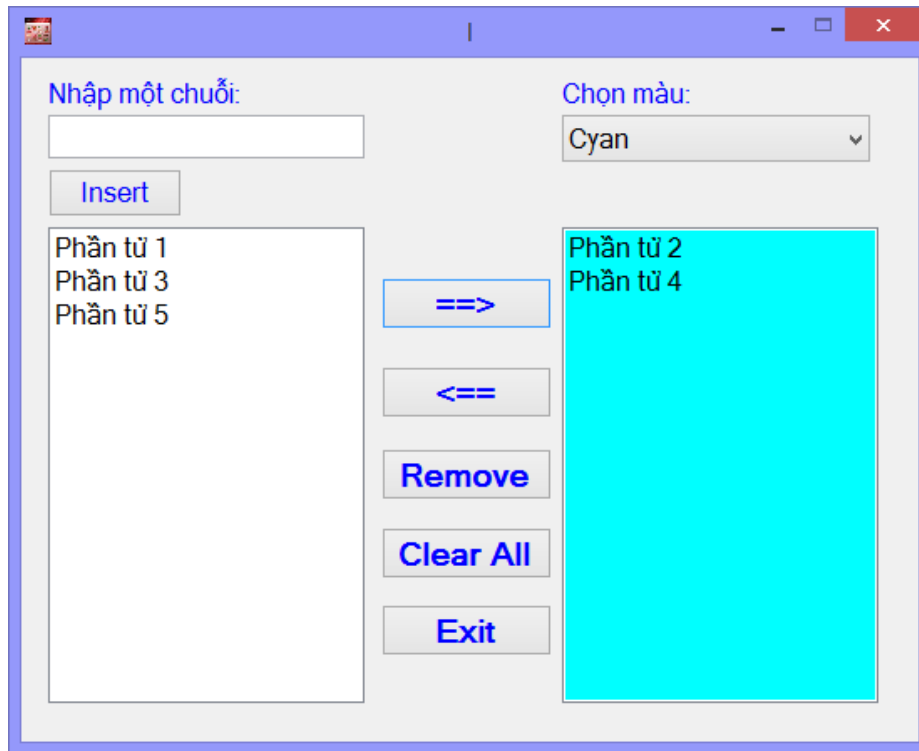 Nhập một chuỗi:
Chọn màu:
Cyan
Insert
Phần tử 1
Phần tử 3
Phần tử 5
==>
<==
Remove
Clear All
Exit
Phần tử 2
Phần tử 4